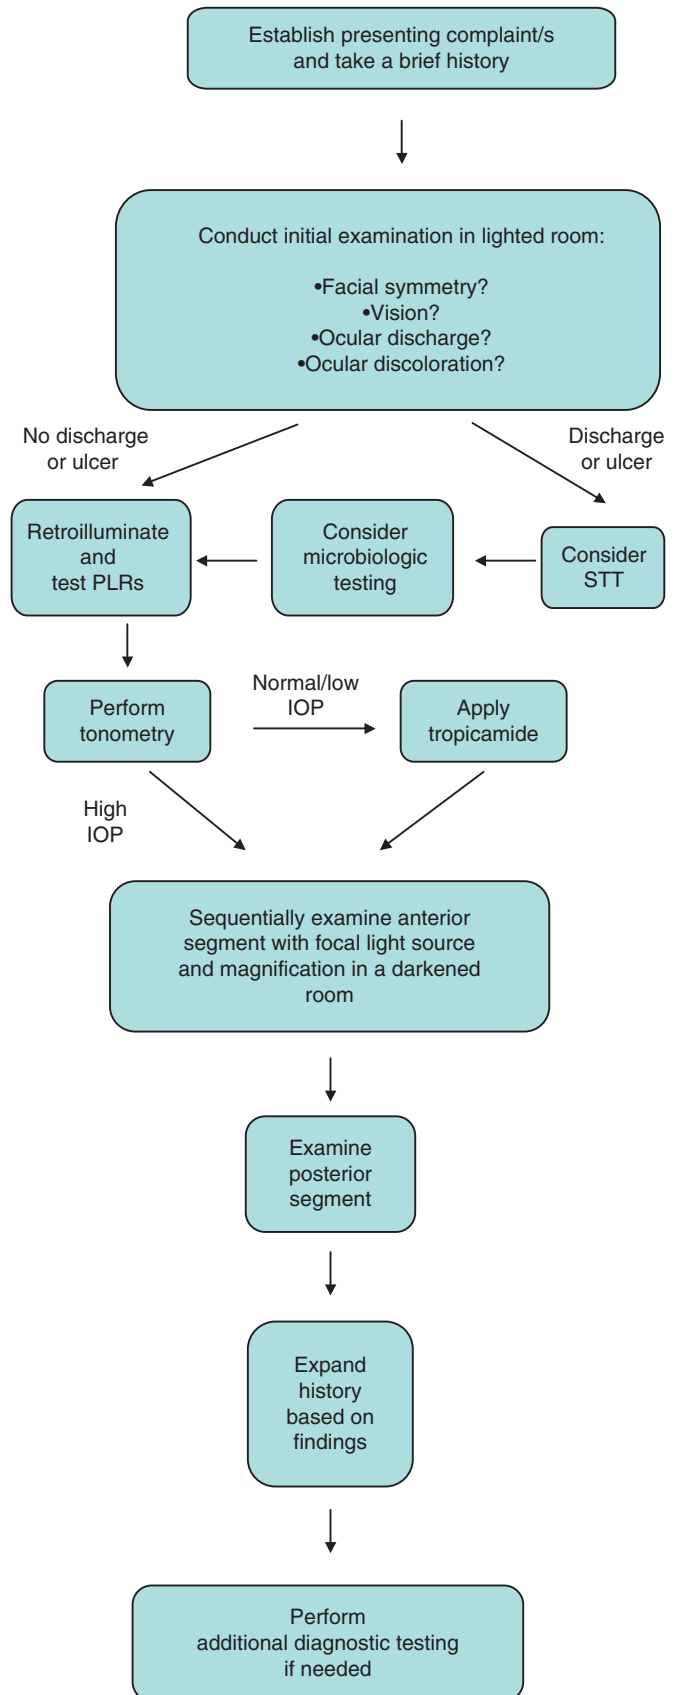 Establish presenting complaint/s
and take a brief history
Conduct initial examination in lighted room:
•Facial symmetry?
•Vision?
•Ocular discharge?
•Ocular discoloration?
No discharge
or ulcer
Discharge
or ulcer
Retroilluminate
and
test PLRs
Consider
microbiologic
testing
Consider
STT
Perform
tonometry
Normal/low
IOP
Apply
tropicamide
High
IOP
Sequentially examine anterior
segment with focal light source
and magnification in a darkened
room
Examine
posterior
segment
Expand
history
based on
findings
Perform
additional diagnostic testing
if needed